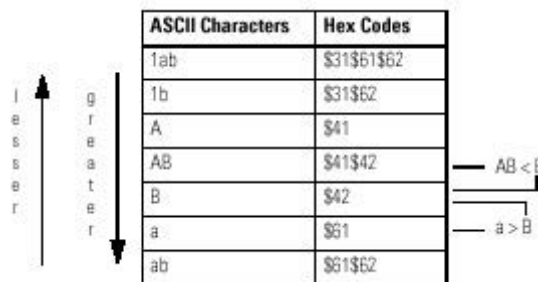 ASCII Characters Hex Codes
1ab $31$61$62
1b $31$62
A $41
AB $41$42
B $42
a $61
ab $61$62
lesser
greater
AB <
a > B